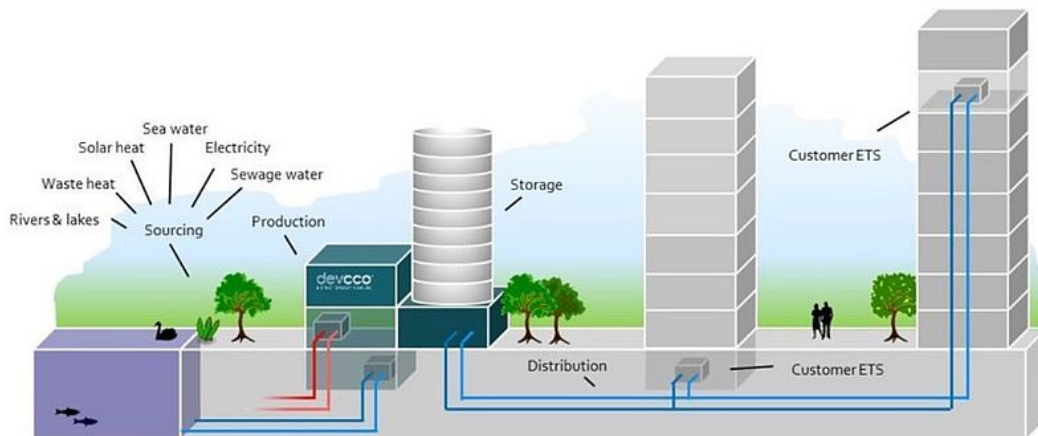 Sea water
Solar heat
Electricity
Waste heat
Sewage water
Rivers & lakes
Sourcing
Production
Storage
Customer ETS
devcco
Distribution
Customer ETS